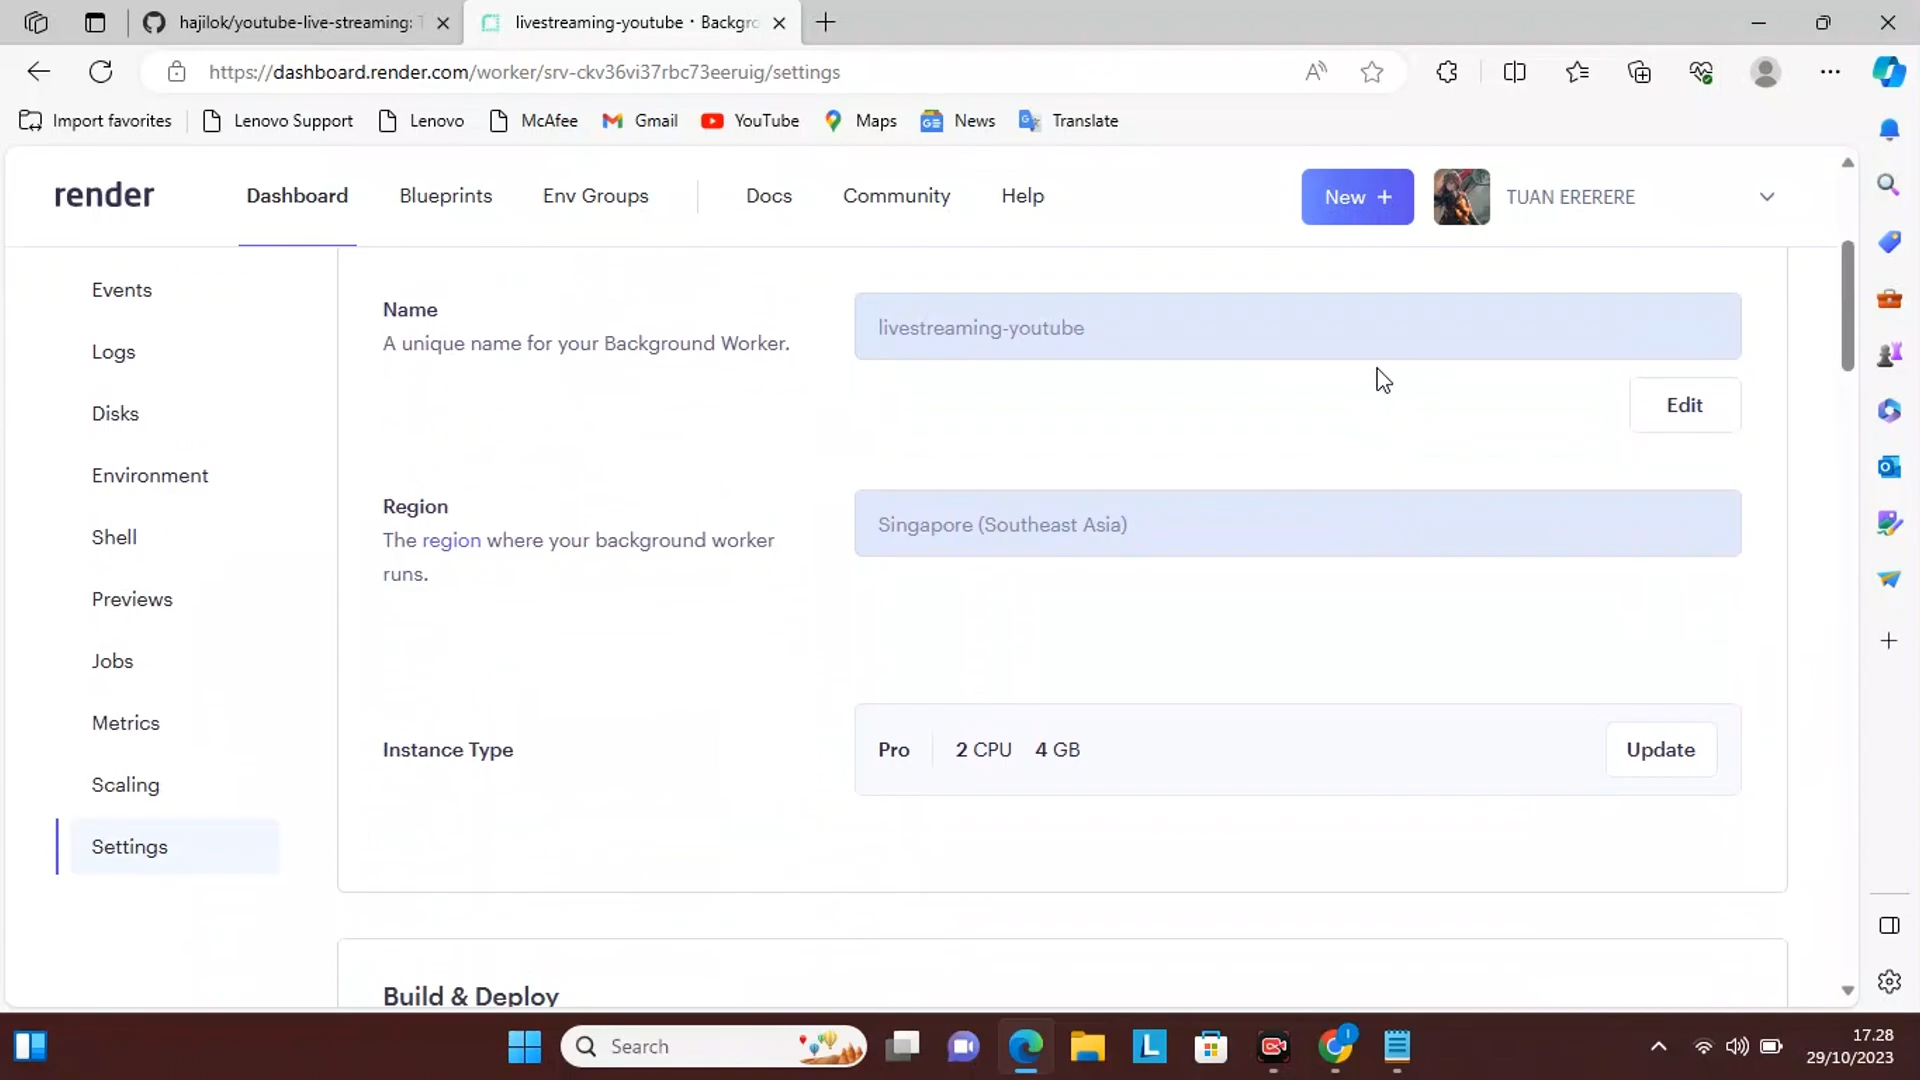 hajilok/youtube-live-streaming: T
livestreaming-youtube · Backgro
https://dashboard.render.com/worker/srv-ckv36vi37rbc73eeruig/settings
Import favorites
Lenovo Support
Lenovo
McAfee
Gmail
YouTube
Maps
News
Translate
render
Dashboard
Blueprints
Env Groups
Docs
Community
Help
New +
TUAN ERERERE
Events
Logs
Disks
Environment
Shell
Previews
Jobs
Metrics
Scaling
Settings
Name
A unique name for your Background Worker.
livestreaming-youtube
Edit
Region
The region where your background worker
runs.
Singapore (Southeast Asia)
Instance Type
Pro 2 CPU 4 GB
Update
Build & Deploy
Search
17.28
29/10/2023